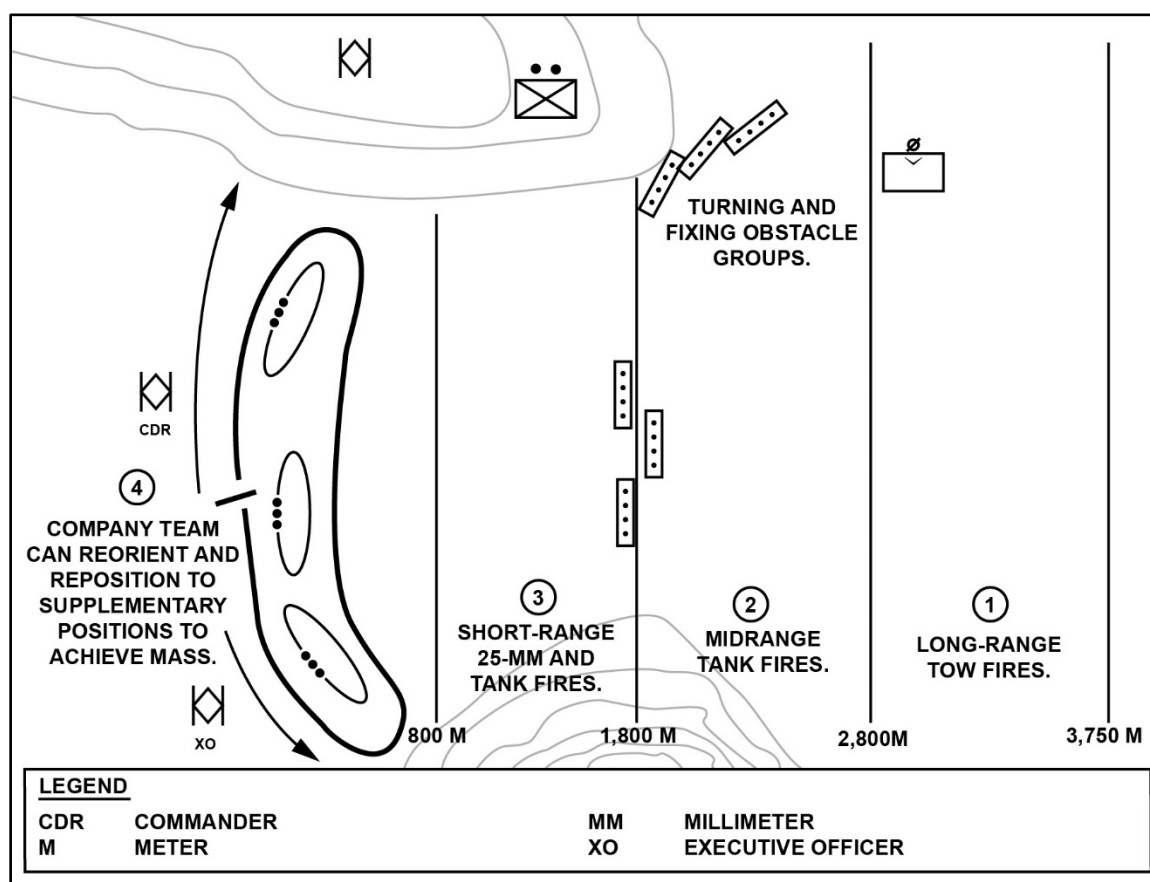 TURNING AND
FIXING OBSTACLE
GROUPS.
CDR
4
COMPANY TEAM
CAN REORIENT AND
REPOSITION TO
SUPPLEMENTARY
POSITIONS TO
ACHIEVE MASS.
XO
3
SHORT-RANGE
25-MM AND
TANK FIRES.
2
MIDRANGE
TANK FIRES.
1
LONG-RANGE
TOW FIRES.
800 M
1,800 M
2,800M
3,750 M
LEGEND
CDR COMMANDER MM MILLIMETER
M METER XO EXECUTIVE OFFICER